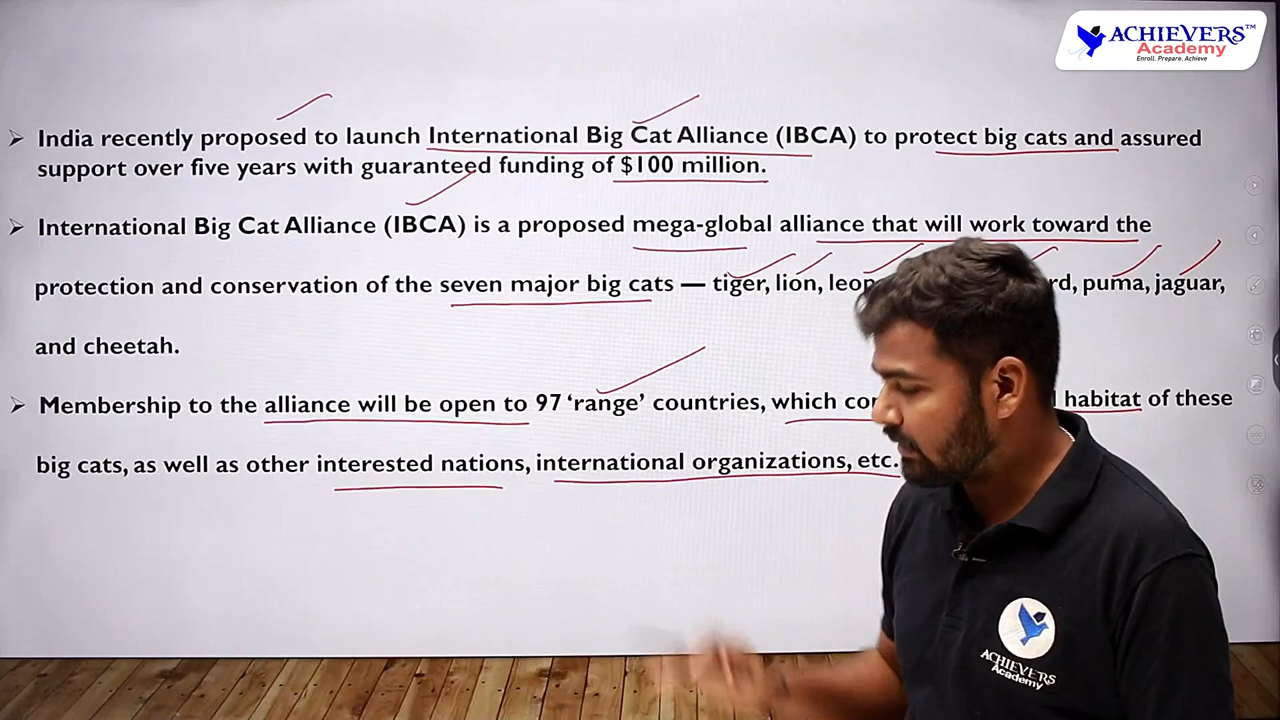 ACHIEVERS™
Academy
Enroll. Prepare. Achieve
➢ India recently proposed to launch International Big Cat Alliance (IBCA) to protect big cats and assured
support over five years with guaranteed funding of $100 million.
➢ International Big Cat Alliance (IBCA) is a proposed mega-global alliance that will work toward the
protection and conservation of the seven major big cats — tiger, lion, puma, jaguar,
and cheetah.
➢ Membership to the alliance will be open to 97 ‘range’ countries, which habitat of these
big cats, as well as other interested nations, international organizations, etc.
ACHIEVERS
Academy